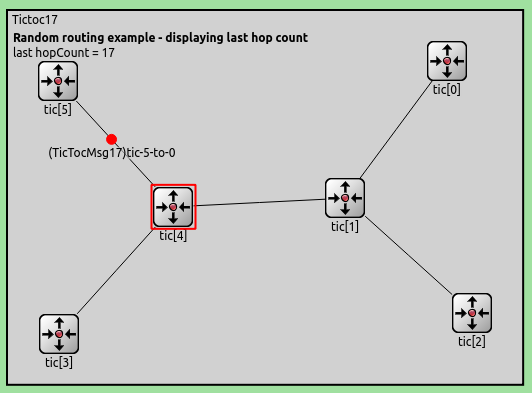 Tictoc17
Random routing example - displaying last hop count
last hopCount = 17
tic[5]
tic[0]
(TicTocMsg17)tic-5-to-0
tic[4]
tic[1]
tic[3]
tic[2]